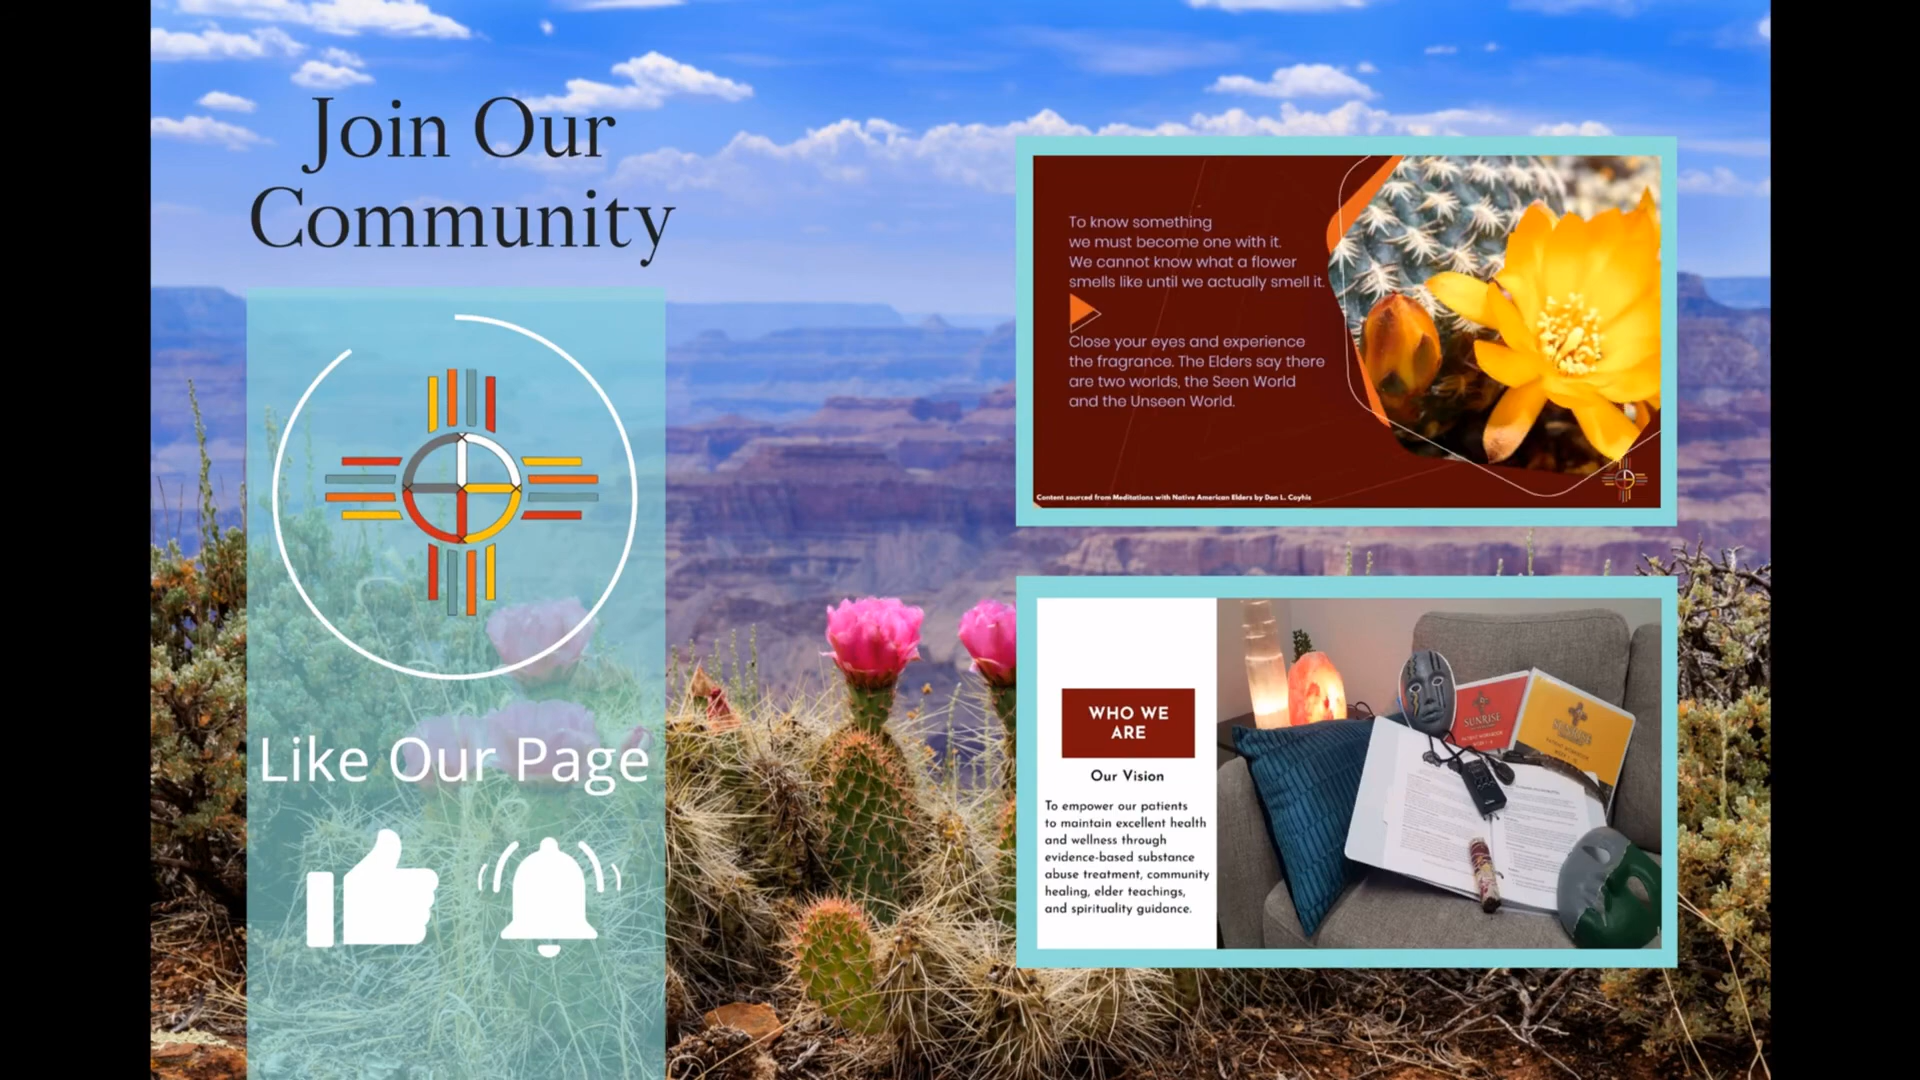 Join Our
Community
Like Our Page
To know something
we must become one with it.
We cannot know what a flower
smells like until we actually smell it.
Close your eyes and experience
the fragrance. The Elders say there
are two worlds, the Seen World
and the Unseen World.
Content sourced from Meditations with Native American Elders by Don L. Coyhis
WHO WE
ARE
Our Vision
To empower our patients
to maintain excellent health
and wellness through
evidence-based substance
abuse treatment, community
healing, elder teachings,
and spirituality guidance.
SUNRISE
PATIENT WORKBOOK